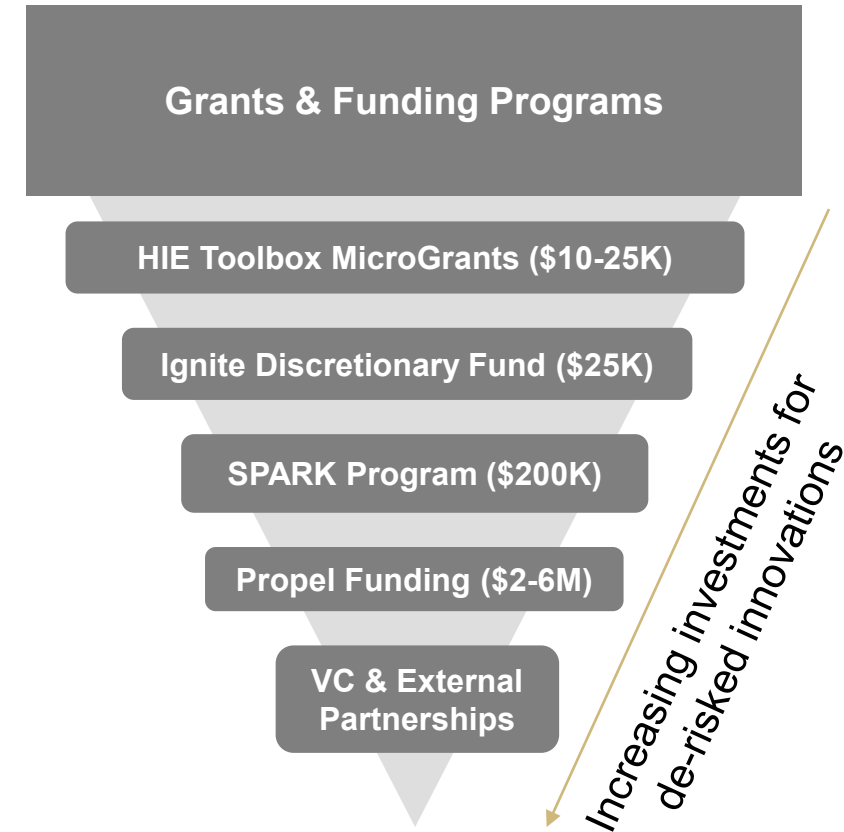 Grants & Funding Programs
HIE Toolbox MicroGrants ($10-25K)
Ignite Discretionary Fund ($25K)
SPARK Program ($200K)
Propel Funding ($2-6M)
VC & External
Partnerships
Increasing investments for
de-risked innovations